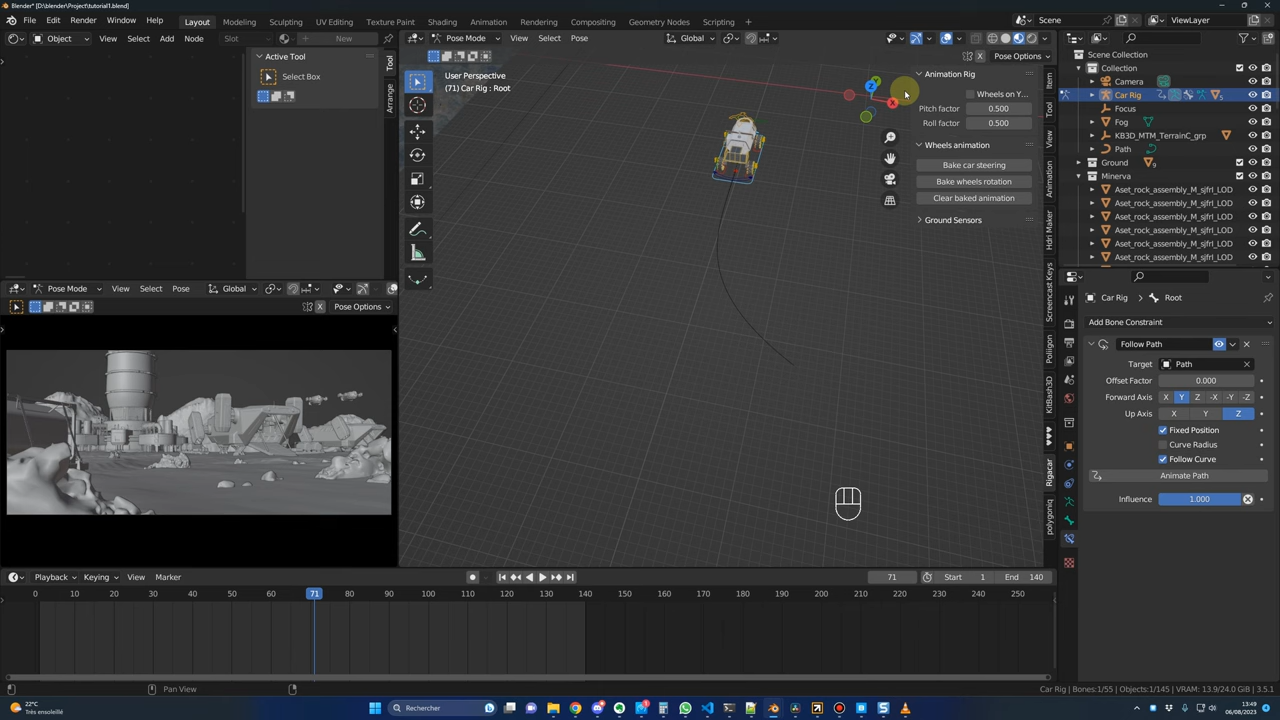 Blender* [D:\blender\Project\tutorial1.blend]
File Edit Render Window Help Layout Modeling Sculpting UV Editing Texture Paint Shading Animation Rendering Compositing Geometry Nodes Scripting Scene ViewLayer
Object View Select Add Node Slot New
Pose Mode View Select Pose Global
Pose Options
Active Tool
Select Box
Tool
Arrange
User Perspective
(71) Car Rig : Root
X
Y
Z
Animation Rig
Wheels on Y...
Pitch factor 0.500
Roll factor 0.500
Wheels animation
Bake car steering
Bake wheels rotation
Clear baked animation
Ground Sensors
Item
Tool
View
Animation
Hdri Maker
Screencast Keys
Poliigon
KitBash3D
Rigacar
polygoniq
Scene Collection
Collection
Camera
Car Rig 5
Focus
Fog
KB3D_MTM_TerrainC_grp
Path
Ground 9
Minerva
Aset_rock_assembly_M_sjfrl_LOD
Aset_rock_assembly_M_sjfrl_LOD
Aset_rock_assembly_M_sjfrl_LOD
Aset_rock_assembly_M_sjfrl_LOD
Aset_rock_assembly_M_sjfrl_LOD
Aset_rock_assembly_M_sjfrl_LOD
Car Rig > Root
Add Bone Constraint
Follow Path
Target Path
Offset Factor 0.000
Forward Axis X Y Z -X -Y -Z
Up Axis X Y Z
Fixed Position
Curve Radius
Follow Curve
Animate Path
Influence 1.000
Pose Mode View Select Pose Global
X Pose Options
Playback Keying View Marker 71 Start 1 End 140
0 10 20 30 40 50 60 71 80 90 100 110 120 130 140 150 160 170 180 190 200 210 220 230 240 250
Pan View
Car Rig | Bones:1/55 | Objects:1/145 | VRAM: 13.9/24.0 GiB | 3.5.1
22°C
Très ensoleillé
Rechercher
13:49
06/08/2023